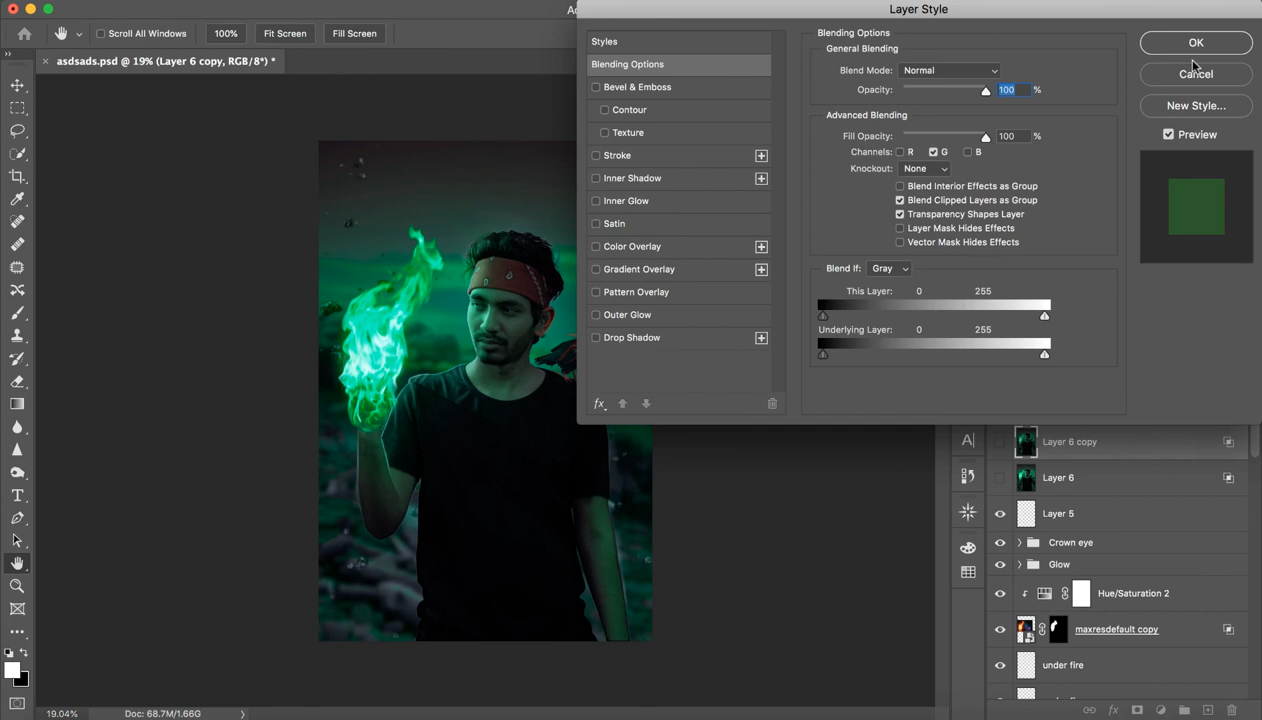 Ad
Layer Style
Scroll All Windows
100%
Fit Screen
Fill Screen
asdsads.psd @ 19% (Layer 6 copy, RGB/8*) *
Styles
Blending Options
Bevel & Emboss
Contour
Texture
Stroke
Inner Shadow
Inner Glow
Satin
Color Overlay
Gradient Overlay
Pattern Overlay
Outer Glow
Drop Shadow
fx
Blending Options
General Blending
Blend Mode: Normal
Opacity: 100 %
Advanced Blending
Fill Opacity: 100 %
Channels: R G B
Knockout: None
Blend Interior Effects as Group
Blend Clipped Layers as Group
Transparency Shapes Layer
Layer Mask Hides Effects
Vector Mask Hides Effects
Blend If: Gray
This Layer: 0 255
Underlying Layer: 0 255
OK
Cancel
New Style...
Preview
A
Layer 6 copy
Layer 6
Layer 5
Crown eye
Glow
Hue/Saturation 2
maxresdefault copy
under fire
fx
T
19.04%
Doc: 68.7M/1.66G